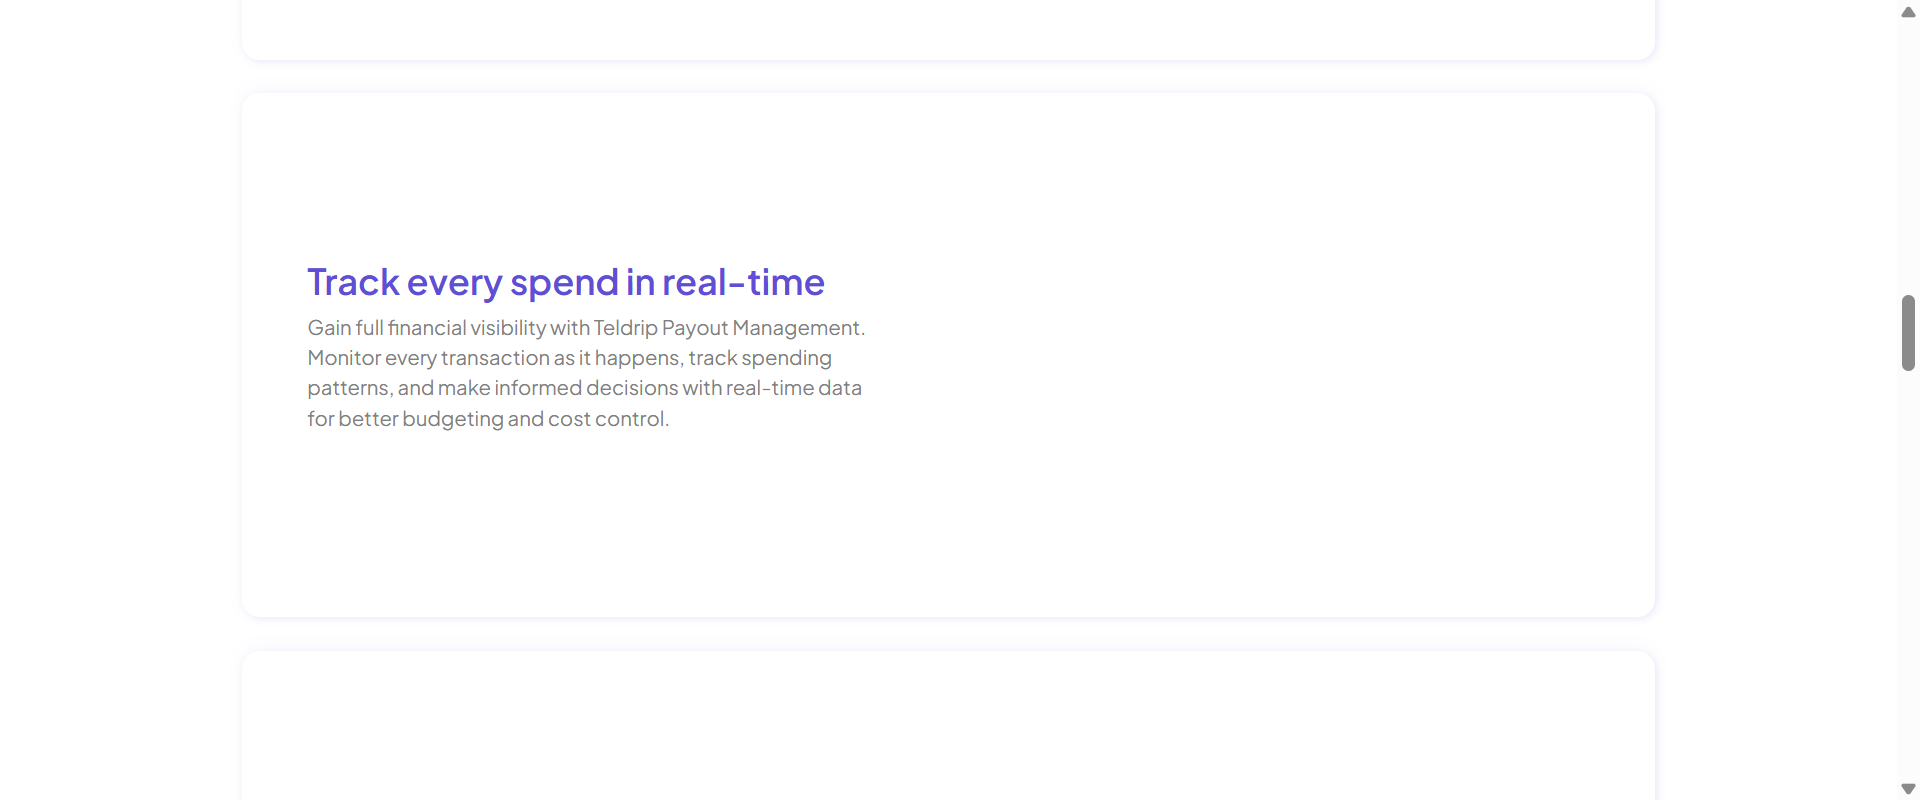 Track every spend in real-time
Gain full financial visibility with Teldrip Payout Management.
Monitor every transaction as it happens, track spending
patterns, and make informed decisions with real-time data
for better budgeting and cost control.